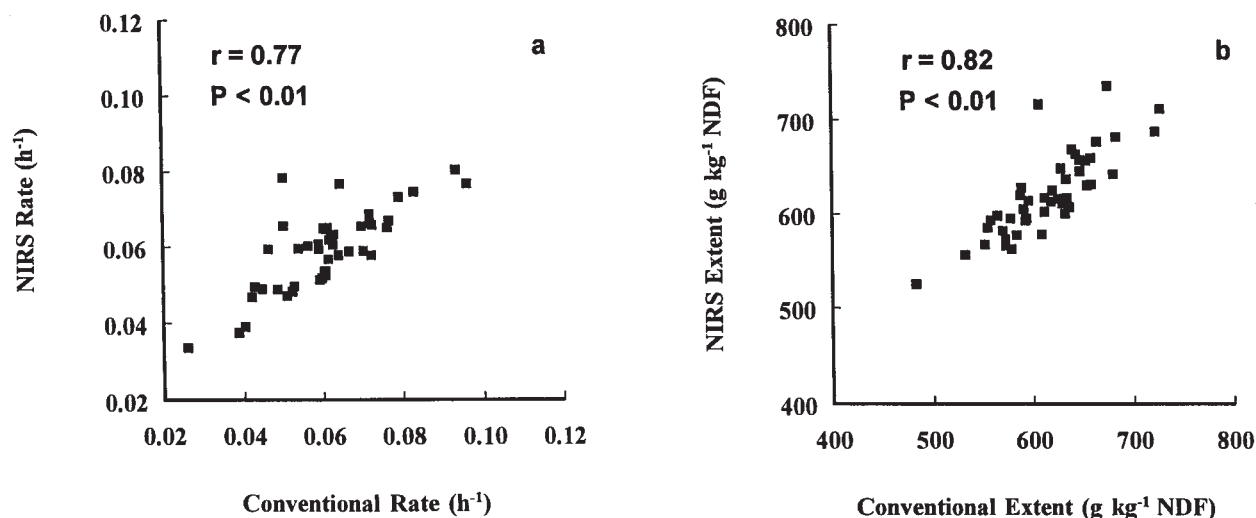 0.12
0.10
0.08
0.06
0.04
0.02
NIRS Rate (h-1)
r = 0.77
P < 0.01
a
0.02 0.04 0.06 0.08 0.10 0.12
Conventional Rate (h-1)
800
700
600
500
400
NIRS Extent (g kg-1 NDF)
r = 0.82
P < 0.01
b
400 500 600 700 800
Conventional Extent (g kg-1 NDF)